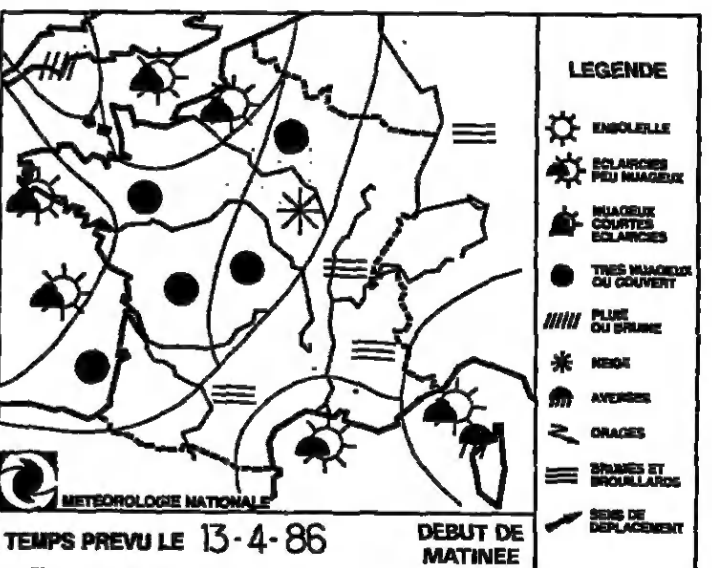 METEOROLOGIE NATIONALE
TEMPS PREVU LE 13-4-86
DEBUT DE
MATINEE
LEGENDE
ENSOLEILLE
ECLAIRCIES
PEU NUAGEUX
NUAGEUX
COURTES
ECLAIRCIES
TRES NUAGEUX
OU COUVERT
PLUIE
OU BRUINE
NEIGE
AVERSES
ORAGES
BRUMES ET
BROUILLARDS
SENS DE
DEPLACEMENT